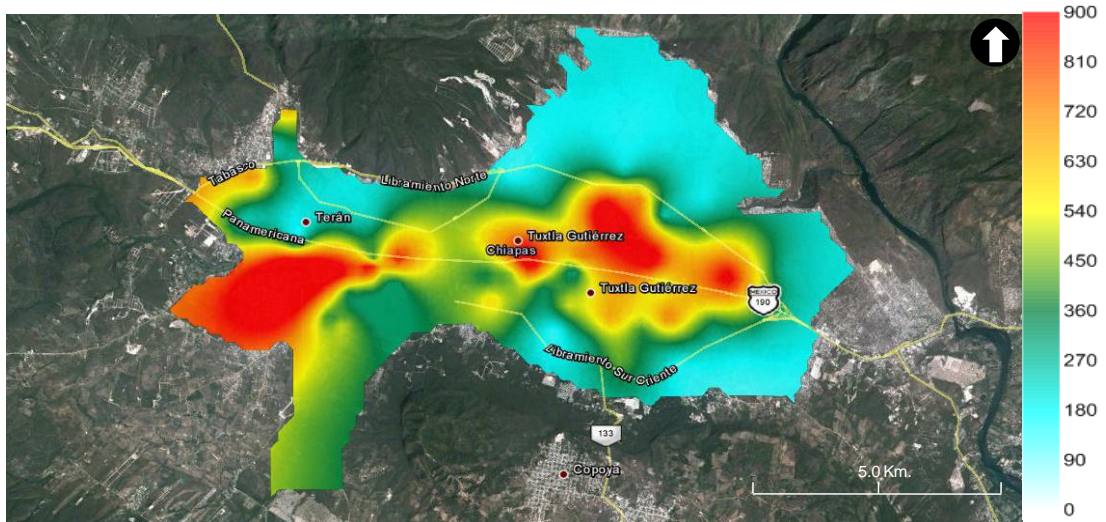 900
810
720
630
540
450
360
270
180
90
0
Tabasco
Libramiento Norte
Panamericana
Terán
Tuxtla Gutiérrez
Chiapas
Tuxtla Gutiérrez
MEXICO
190
Libramiento Sur Oriente
133
Copoya
5.0 Km.